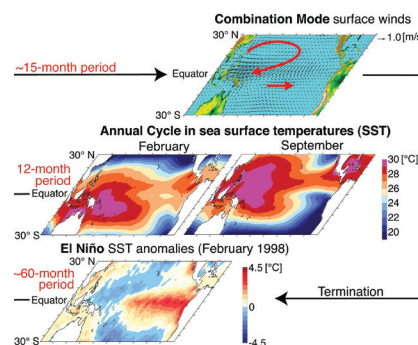 Combination Mode surface winds
30° N
→ 1.0 [m/s
~15-month period
Equator
30° S
Annual Cycle in sea surface temperatures (SST)
February
September
30° N
30 [°C]
12-month
period
28
26
Equator
24
22
20
30° S
El Niño SST anomalies (February 1998)
30° N
4.5 [°C]
~60-month
period
Termination
Equator
0
30° S
-4.5